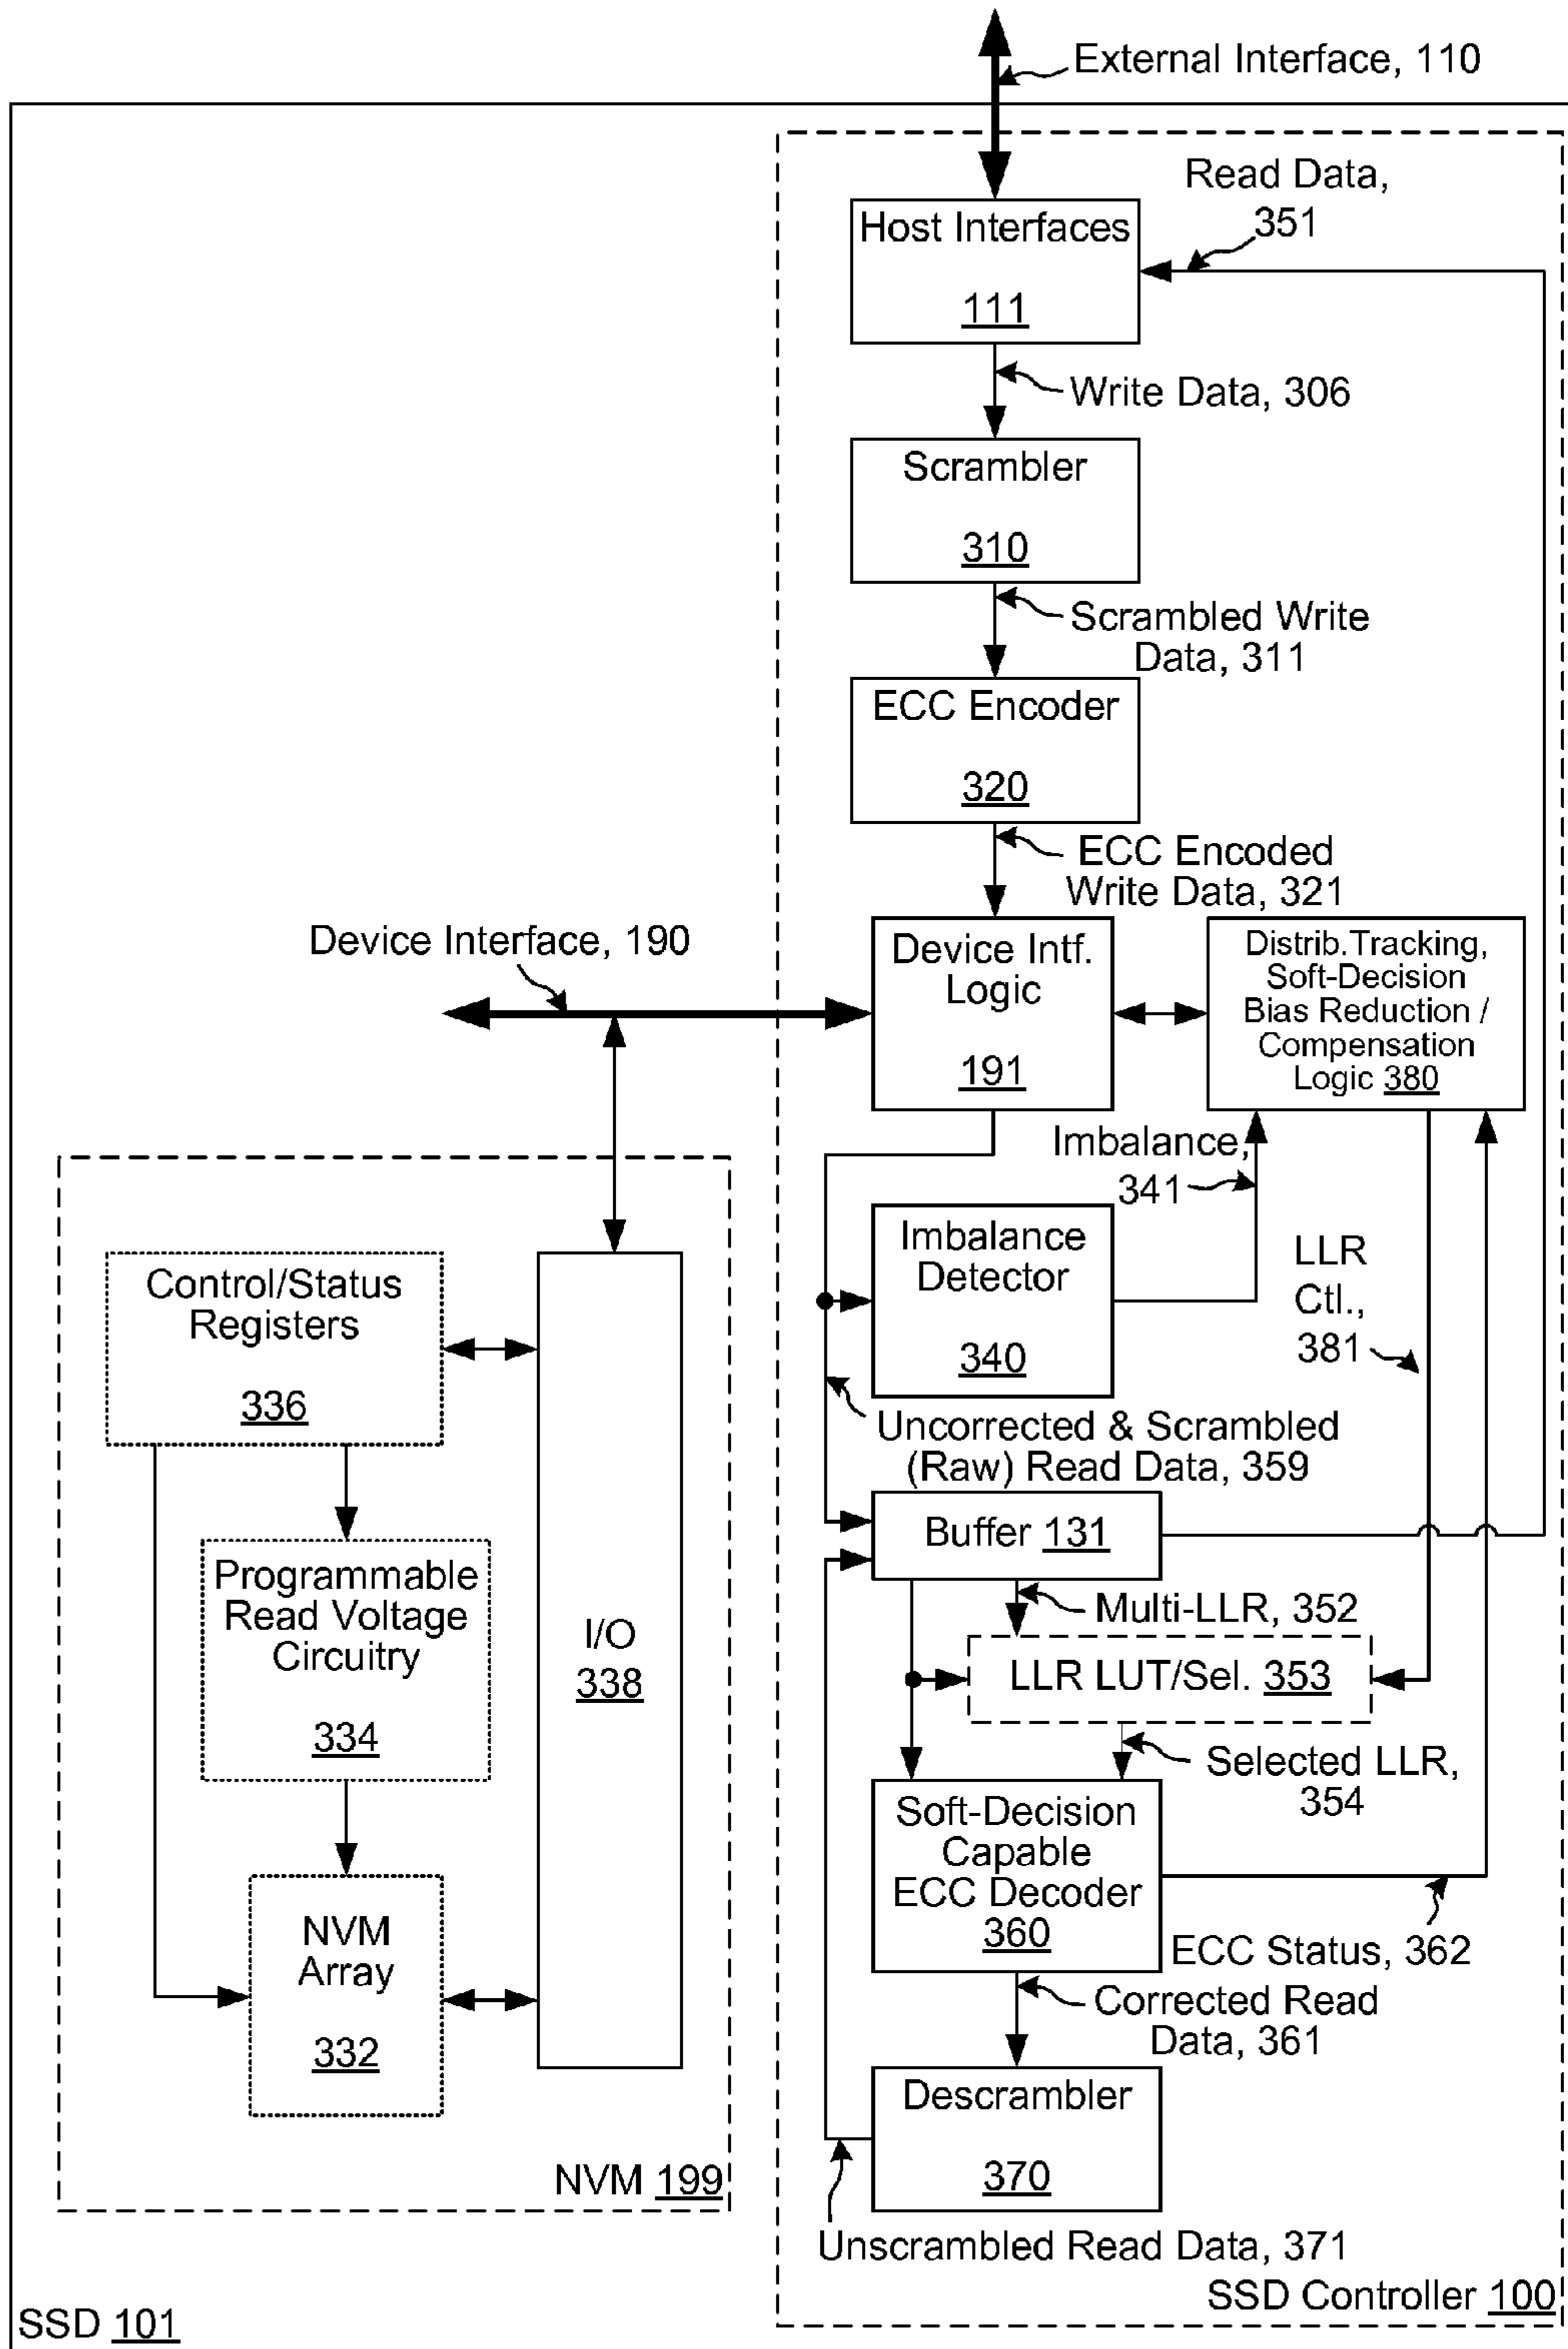 External Interface, 110
Read Data,
351
Host Interfaces
111
Write Data, 306
Scrambler
310
Scrambled Write
Data, 311
ECC Encoder
320
ECC Encoded
Write Data, 321
Device Interface, 190
Device Intf.
Logic
191
Distrib.Tracking,
Soft-Decision
Bias Reduction /
Compensation
Logic 380
Imbalance,
341
Imbalance
Detector
340
LLR
Ctl.,
381
Control/Status
Registers
336
Uncorrected & Scrambled
(Raw) Read Data, 359
Buffer 131
Programmable
Read Voltage
Circuitry
334
I/O
338
Multi-LLR, 352
LLR LUT/Sel. 353
Selected LLR,
354
Soft-Decision
Capable
ECC Decoder
360
NVM
Array
332
ECC Status, 362
Corrected Read
Data, 361
Descrambler
370
NVM 199
Unscrambled Read Data, 371
SSD Controller 100
SSD 101